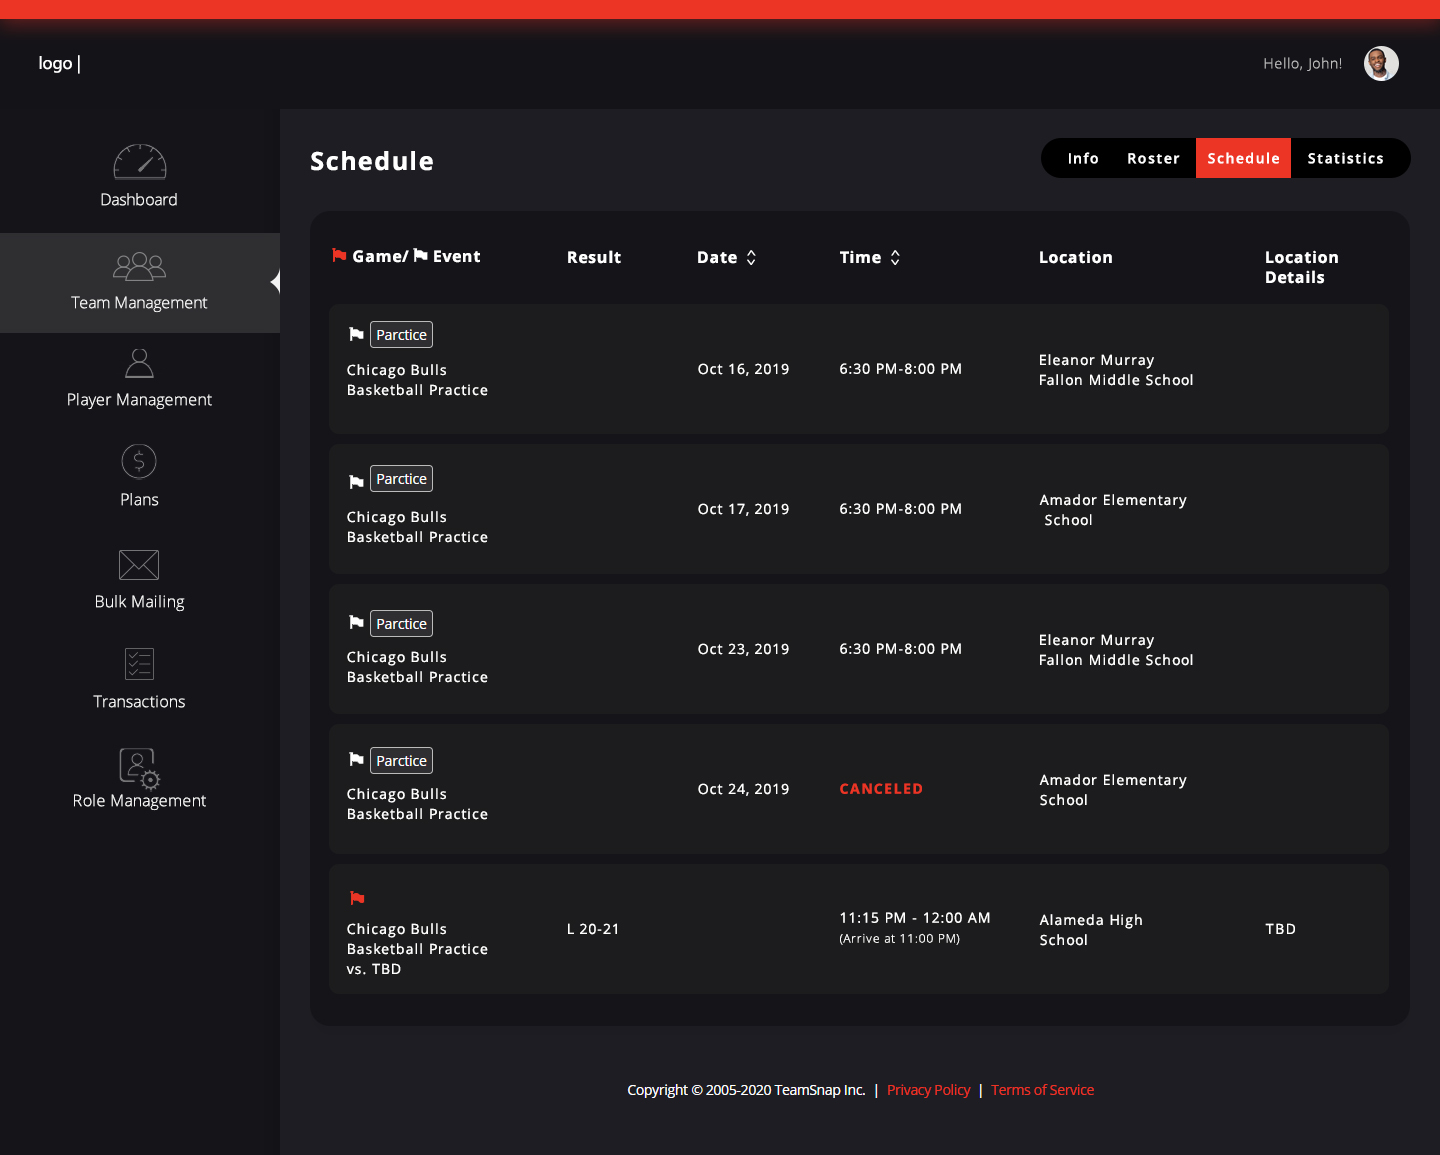 logo |
Hello, John!
Dashboard
Team Management
Player Management
Plans
Bulk Mailing
Transactions
Role Management
Schedule
Info Roster Schedule Statistics
Game/ Event Result Date Time Location Location
Details
Parctice
Chicago Bulls
Basketball Practice
Oct 16, 2019
6:30 PM-8:00 PM
Eleanor Murray
Fallon Middle School
Parctice
Chicago Bulls
Basketball Practice
Oct 17, 2019
6:30 PM-8:00 PM
Amador Elementary
School
Parctice
Chicago Bulls
Basketball Practice
Oct 23, 2019
6:30 PM-8:00 PM
Eleanor Murray
Fallon Middle School
Parctice
Chicago Bulls
Basketball Practice
Oct 24, 2019
CANCELED
Amador Elementary
School
Chicago Bulls
Basketball Practice
vs. TBD
L 20-21
11:15 PM - 12:00 AM
(Arrive at 11:00 PM)
Alameda High
School
TBD
Copyright © 2005-2020 TeamSnap Inc. | Privacy Policy | Terms of Service